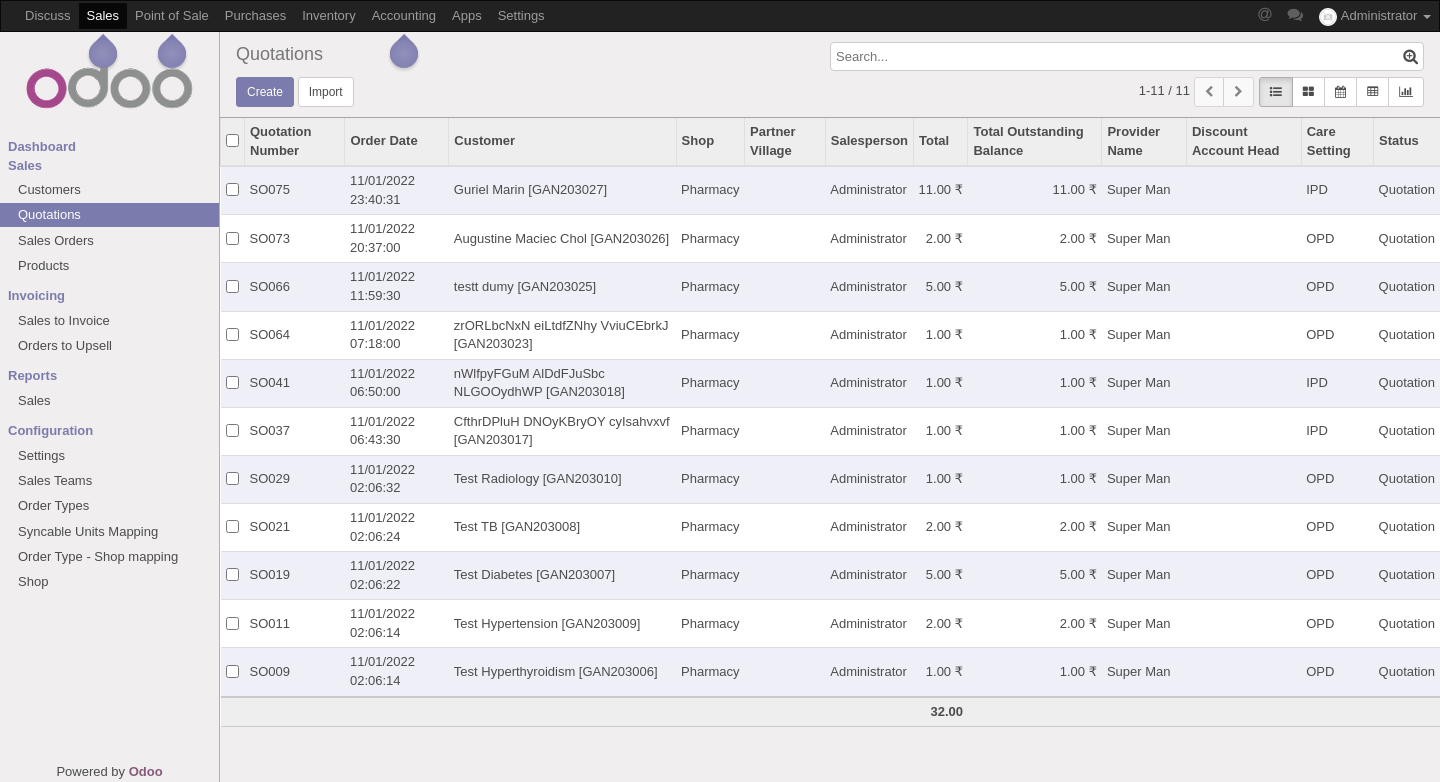 Discuss Sales Point of Sale Purchases Inventory Accounting Apps Settings @ Administrator
odoo
Dashboard
Sales
Customers
Quotations
Sales Orders
Products
Invoicing
Sales to Invoice
Orders to Upsell
Reports
Sales
Configuration
Settings
Sales Teams
Order Types
Syncable Units Mapping
Order Type - Shop mapping
Shop
Powered by Odoo
Quotations
Search...
Create Import
1-11 / 11
Quotation Number Order Date Customer Shop Partner Village Salesperson Total Total Outstanding Balance Provider Name Discount Account Head Care Setting Status
SO075 11/01/2022 23:40:31 Guriel Marin [GAN203027] Pharmacy Administrator 11.00 ₹ 11.00 ₹ Super Man IPD Quotation
SO073 11/01/2022 20:37:00 Augustine Maciec Chol [GAN203026] Pharmacy Administrator 2.00 ₹ 2.00 ₹ Super Man OPD Quotation
SO066 11/01/2022 11:59:30 testt dumy [GAN203025] Pharmacy Administrator 5.00 ₹ 5.00 ₹ Super Man OPD Quotation
SO064 11/01/2022 07:18:00 zrORLbcNxN eiLtdfZNhy VviuCEbrkJ [GAN203023] Pharmacy Administrator 1.00 ₹ 1.00 ₹ Super Man OPD Quotation
SO041 11/01/2022 06:50:00 nWlfpyFGuM AlDdFJuSbc NLGOOydhWP [GAN203018] Pharmacy Administrator 1.00 ₹ 1.00 ₹ Super Man IPD Quotation
SO037 11/01/2022 06:43:30 CfthrDPluH DNOyKBryOY cyIsahvxvf [GAN203017] Pharmacy Administrator 1.00 ₹ 1.00 ₹ Super Man IPD Quotation
SO029 11/01/2022 02:06:32 Test Radiology [GAN203010] Pharmacy Administrator 1.00 ₹ 1.00 ₹ Super Man OPD Quotation
SO021 11/01/2022 02:06:24 Test TB [GAN203008] Pharmacy Administrator 2.00 ₹ 2.00 ₹ Super Man OPD Quotation
SO019 11/01/2022 02:06:22 Test Diabetes [GAN203007] Pharmacy Administrator 5.00 ₹ 5.00 ₹ Super Man OPD Quotation
SO011 11/01/2022 02:06:14 Test Hypertension [GAN203009] Pharmacy Administrator 2.00 ₹ 2.00 ₹ Super Man OPD Quotation
SO009 11/01/2022 02:06:14 Test Hyperthyroidism [GAN203006] Pharmacy Administrator 1.00 ₹ 1.00 ₹ Super Man OPD Quotation
32.00